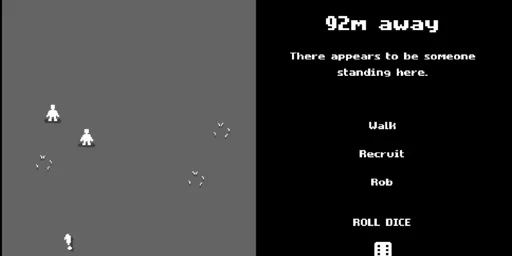 92m away
There appears to be someone
standing here.
Walk
Recruit
Rob
ROLL DICE